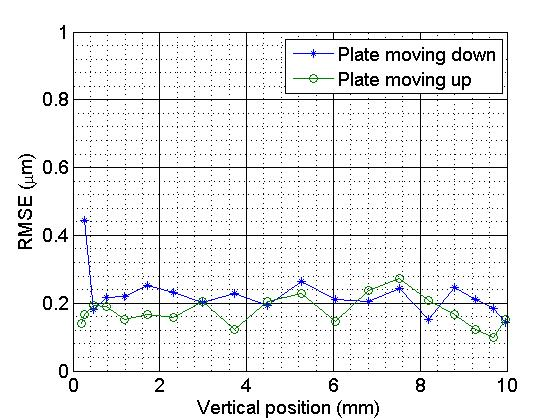 1
0.8
0.6
0.4
0.2
0
0 2 4 6 8 10
RMSE (μm)
Vertical position (mm)
Plate moving down
Plate moving up